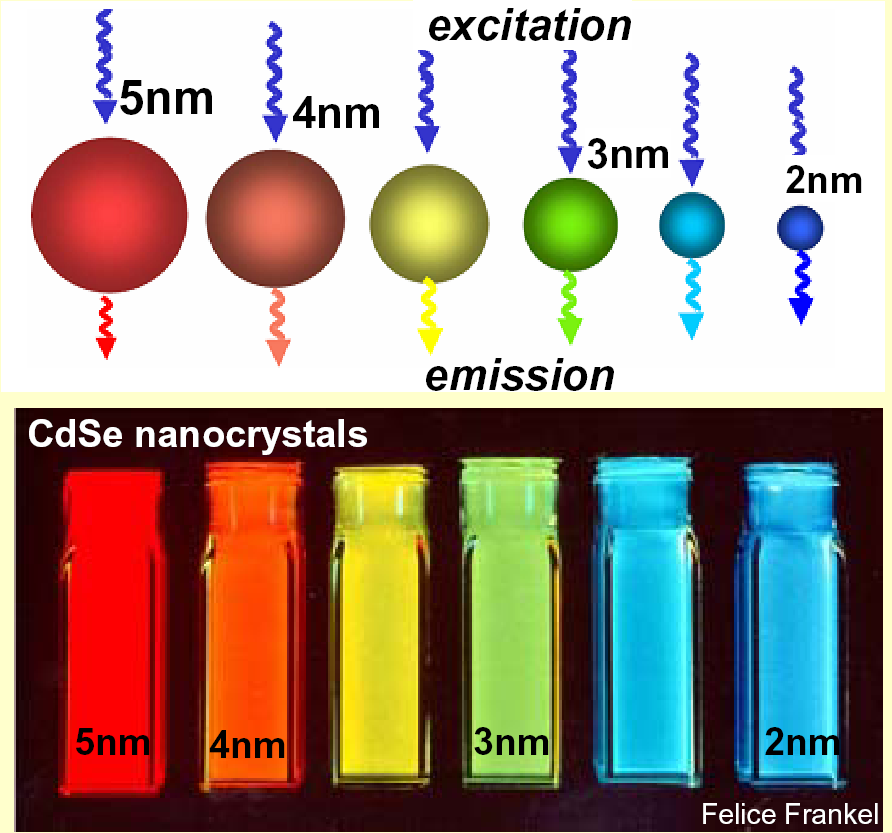 excitation
5nm
4nm
3nm
2nm
emission
CdSe nanocrystals
5nm
4nm
3nm
2nm
Felice Frankel